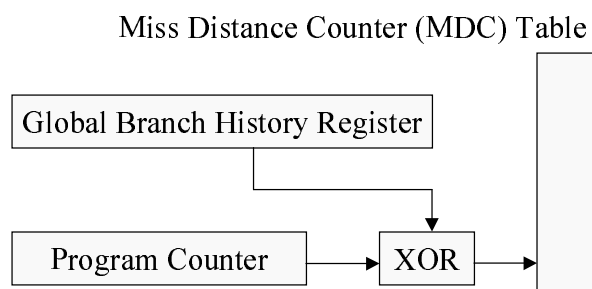 Miss Distance Counter (MDC) Table
Global Branch History Register
Program Counter
XOR